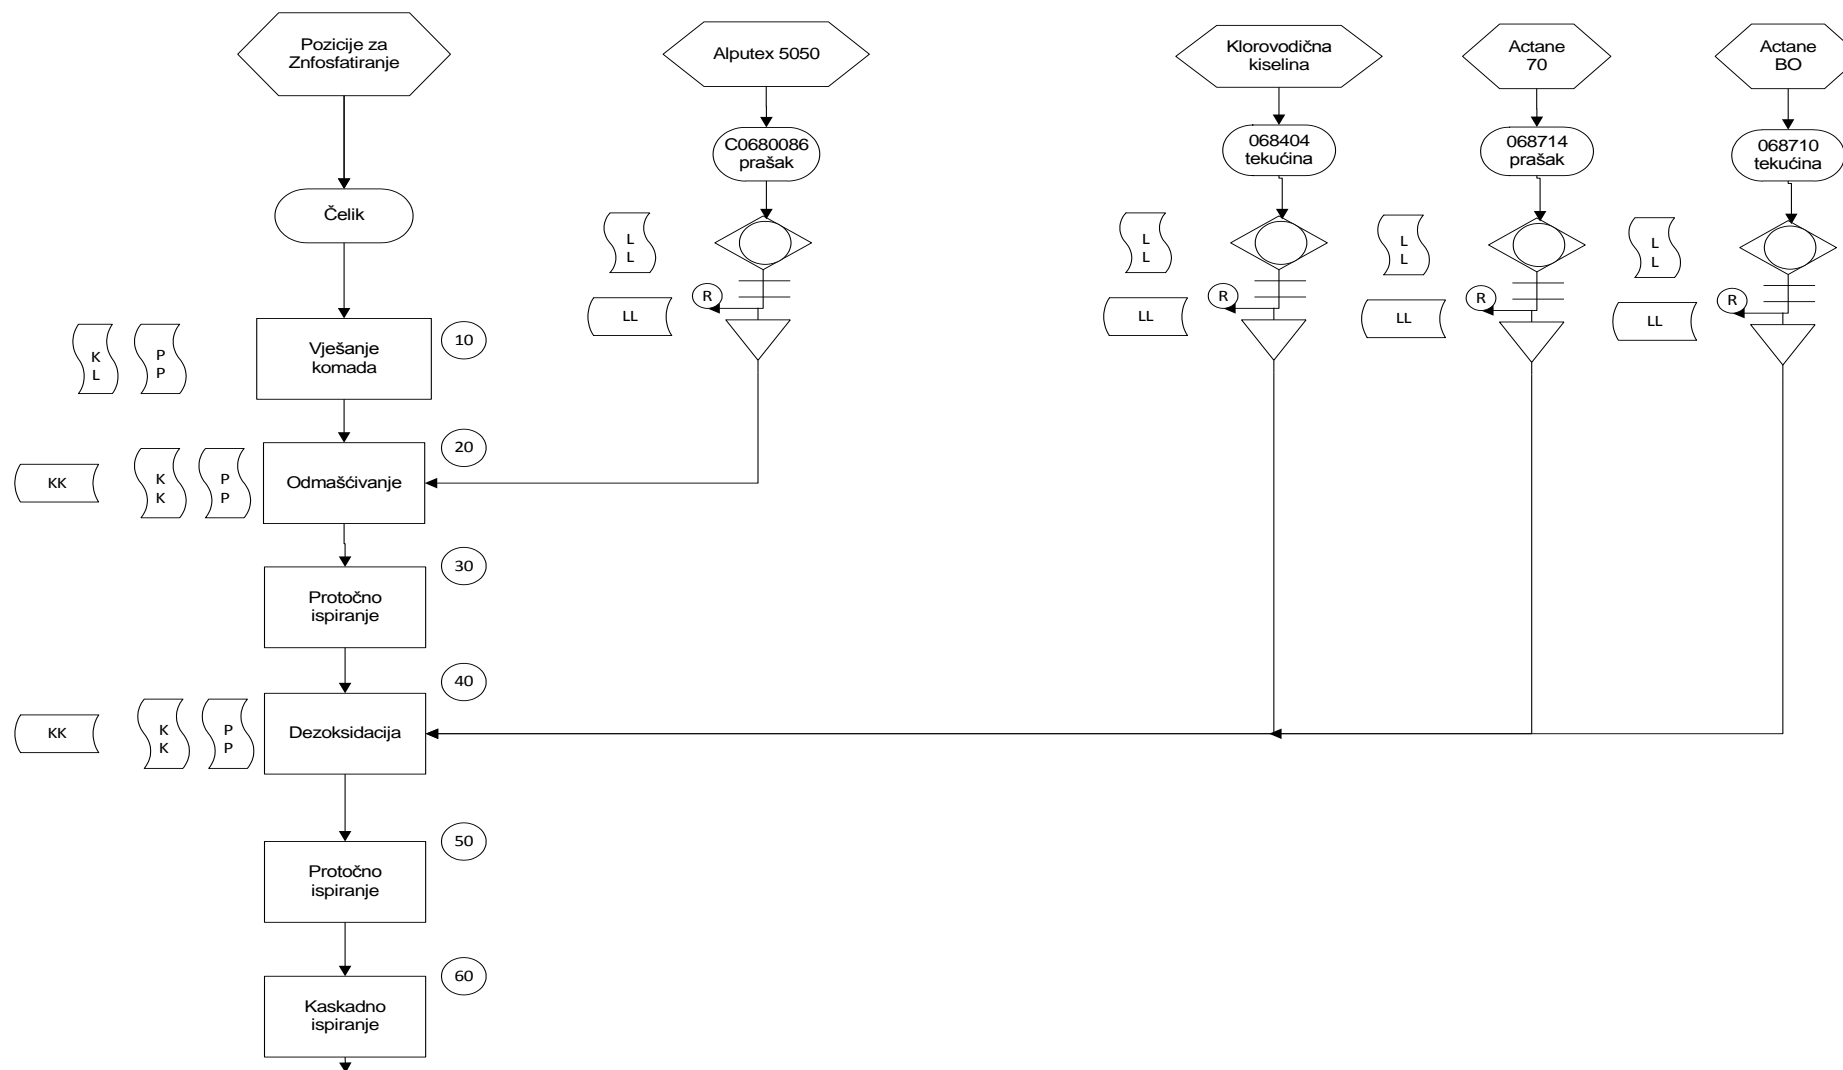 Pozicije za
Znfosfatiranje
Alputex 5050
Klorovodična
kiselina
Actane
70
Actane
BO
C0680086
prašak
068404
tekućina
068714
prašak
068710
tekućina
Čelik
L
L
L
L
L
L
L
L
R
R
R
R
LL
LL
LL
LL
10
Vješanje
komada
K
L
P
P
20
Odmašćivanje
KK
K
K
P
P
30
Protočno
ispiranje
40
Dezoksidacija
KK
K
K
P
P
50
Protočno
ispiranje
60
Kaskadno
ispiranje